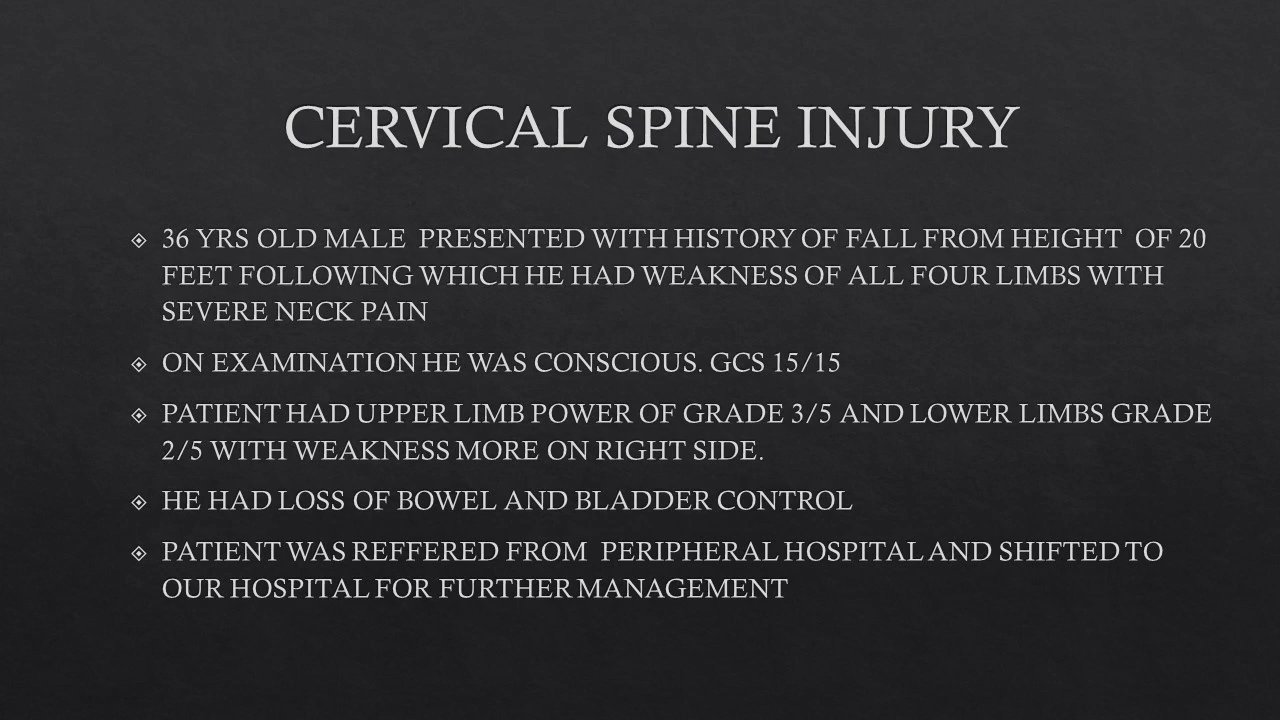 CERVICAL SPINE INJURY
36 YRS OLD MALE PRESENTED WITH HISTORY OF FALL FROM HEIGHT OF 20
FEET FOLLOWING WHICH HE HAD WEAKNESS OF ALL FOUR LIMBS WITH
SEVERE NECK PAIN
ON EXAMINATION HE WAS CONSCIOUS. GCS 15/15
PATIENT HAD UPPER LIMB POWER OF GRADE 3/5 AND LOWER LIMBS GRADE
2/5 WITH WEAKNESS MORE ON RIGHT SIDE.
HE HAD LOSS OF BOWEL AND BLADDER CONTROL
PATIENT WAS REFFERED FROM PERIPHERAL HOSPITAL AND SHIFTED TO
OUR HOSPITAL FOR FURTHER MANAGEMENT